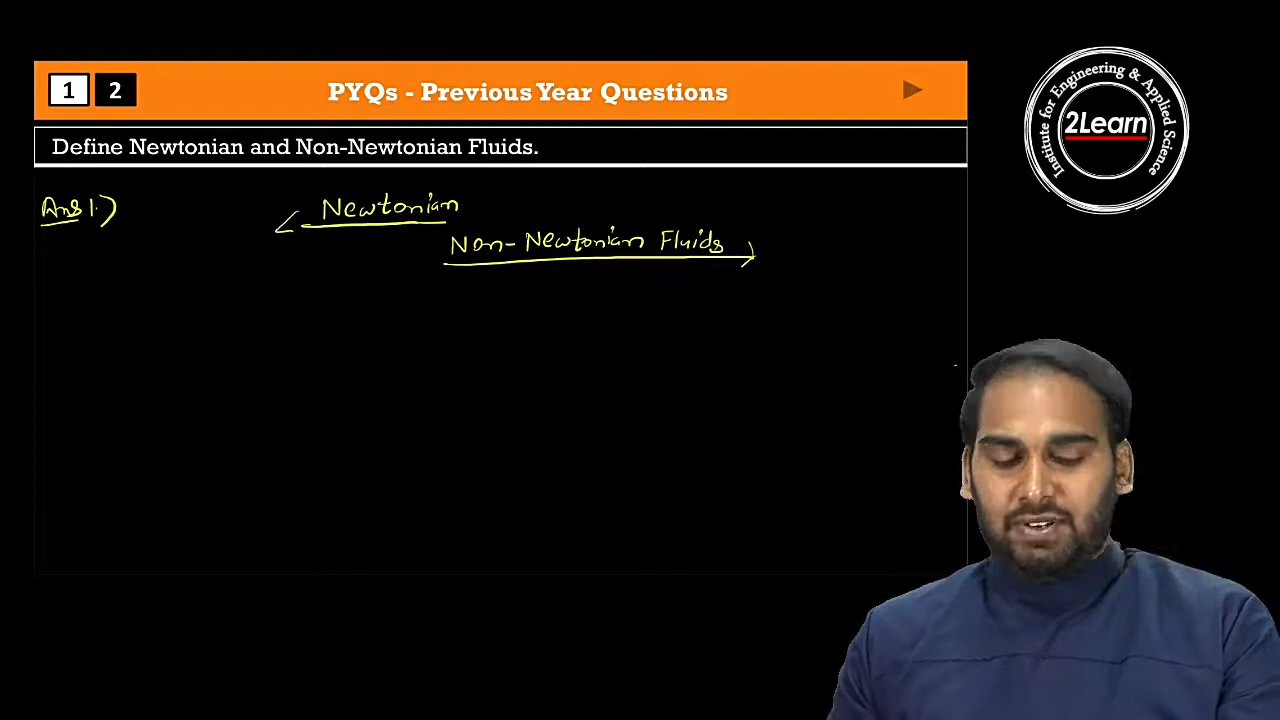 1 2 PYQs - Previous Year Questions
Define Newtonian and Non-Newtonian Fluids.
Ans 1.) Newtonian
Non-Newtonian Fluids
Institute for Engineering & Applied Science
2Learn